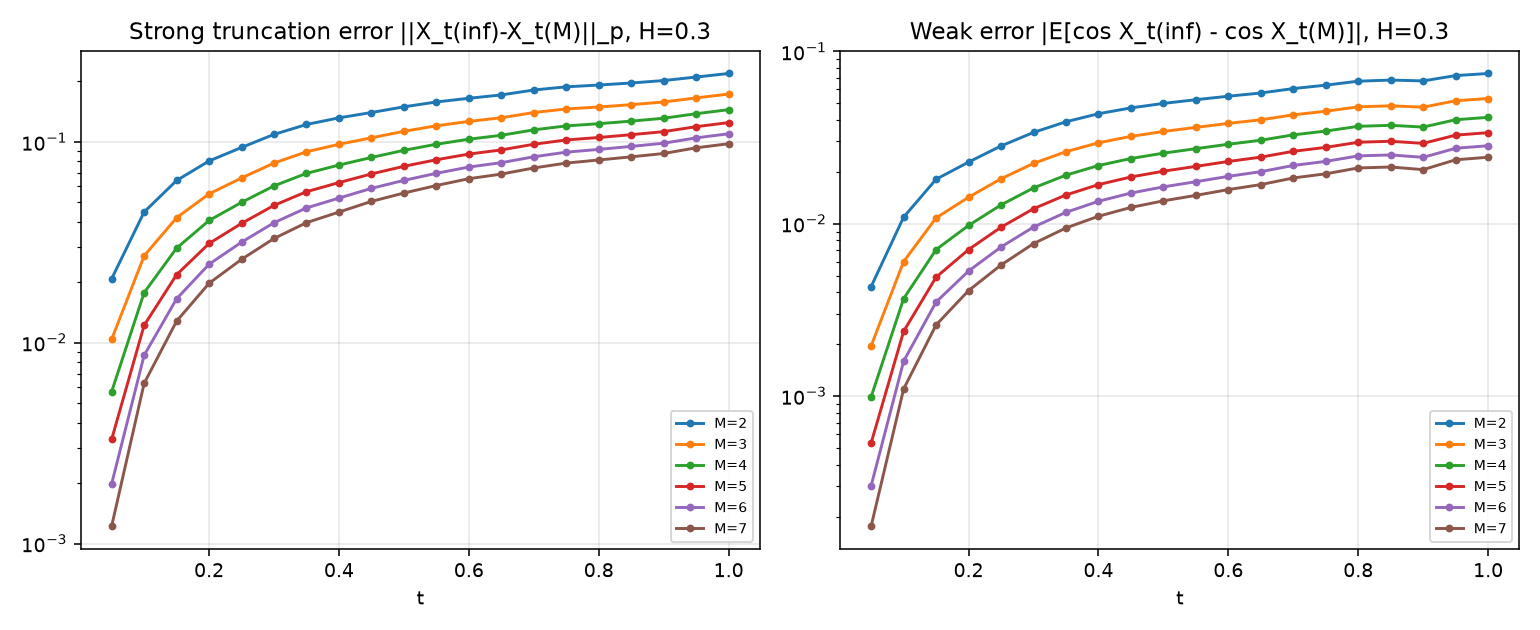 Strong truncation error ||X_t(inf)-X_t(M)||_p, H=0.3
10⁻¹
10⁻²
10⁻³
0.2 0.4 0.6 0.8 1.0
t
M=2
M=3
M=4
M=5
M=6
M=7
Weak error |E[cos X_t(inf) - cos X_t(M)]|, H=0.3
10⁻¹
10⁻²
10⁻³
0.2 0.4 0.6 0.8 1.0
t
M=2
M=3
M=4
M=5
M=6
M=7